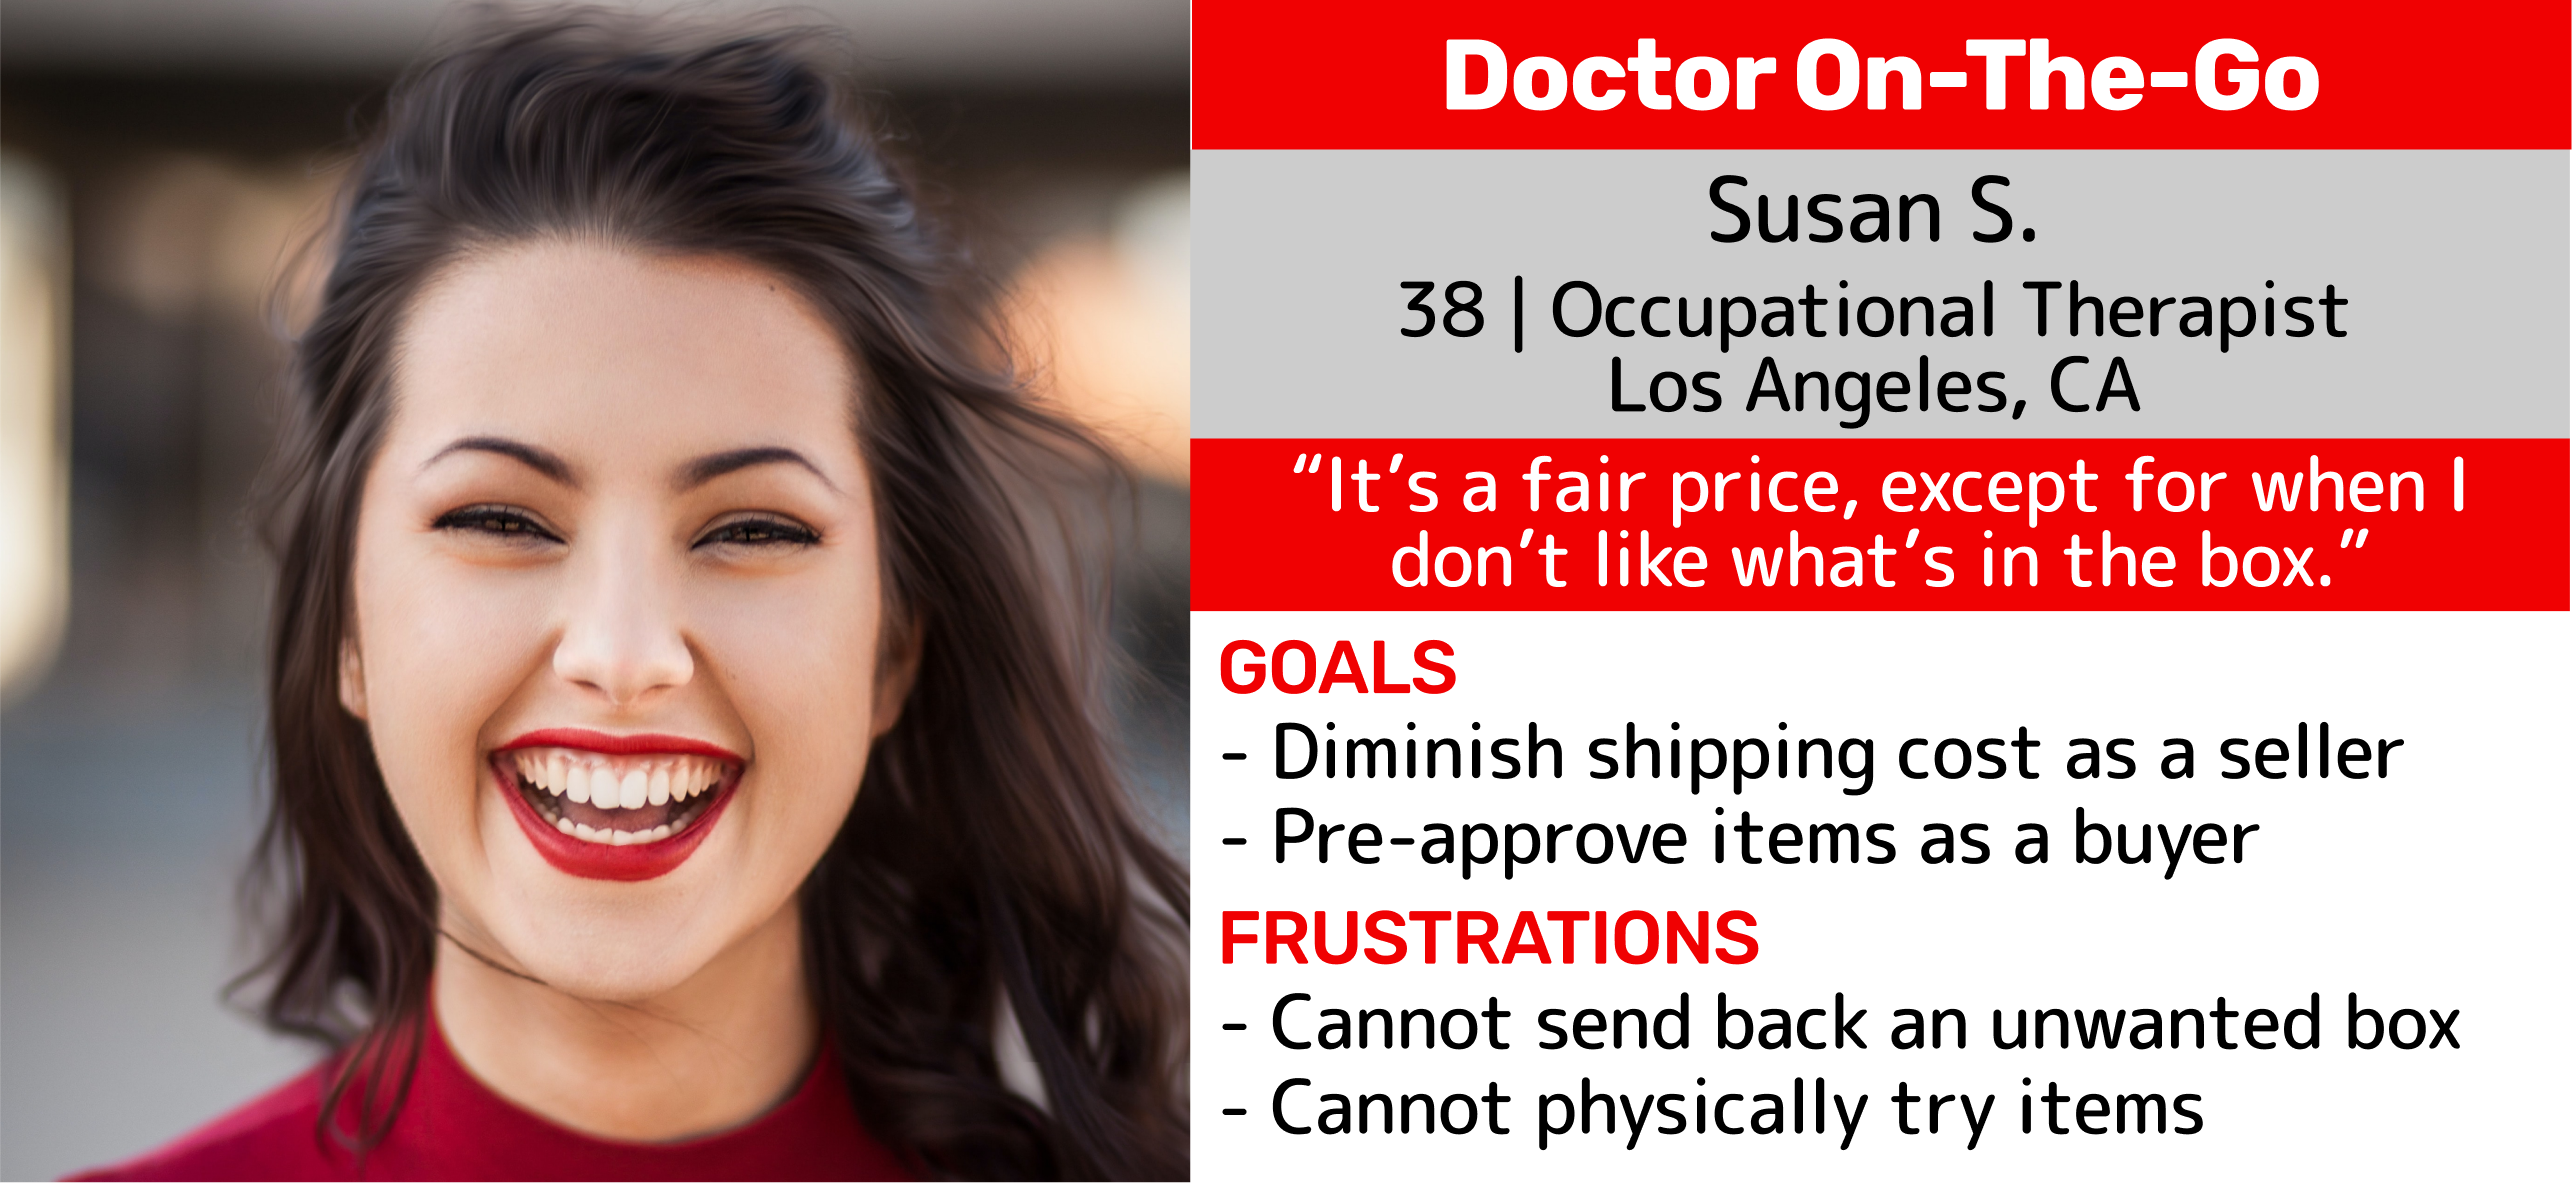 Doctor On-The-Go
Susan S.
38 | Occupational Therapist
Los Angeles, CA
“It’s a fair price, except for when I
don’t like what’s in the box.”
GOALS
- Diminish shipping cost as a seller
- Pre-approve items as a buyer
FRUSTRATIONS
- Cannot send back an unwanted box
- Cannot physically try items